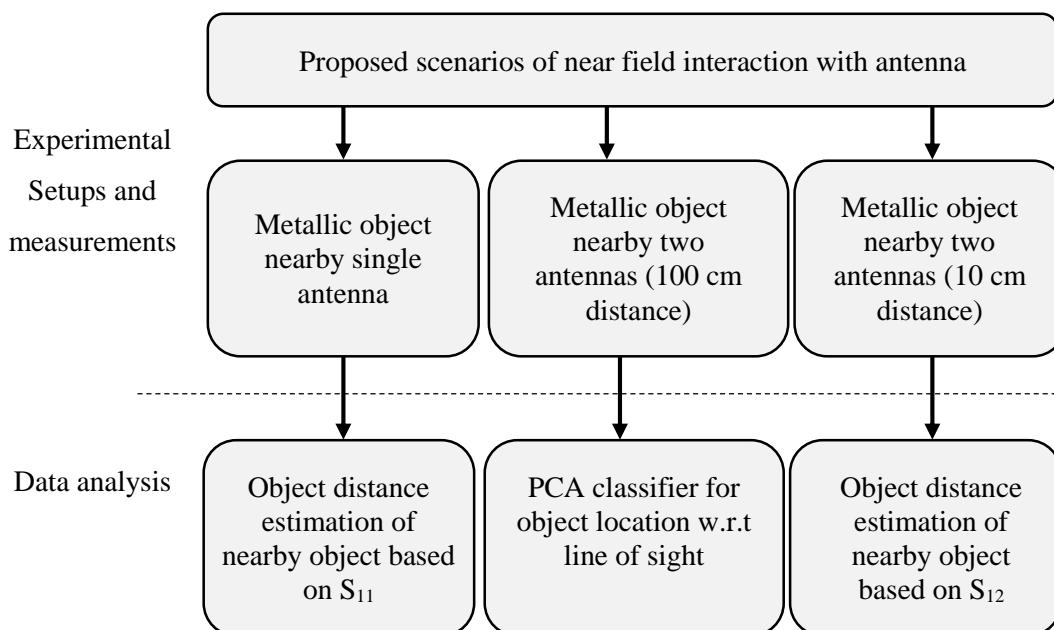 Proposed scenarios of near field interaction with antenna
Experimental
Setups and
measurements
Metallic object
nearby single
antenna
Metallic object
nearby two
antennas (100 cm
distance)
Metallic object
nearby two
antennas (10 cm
distance)
Data analysis
Object distance
estimation of
nearby object based
on S₁₁
PCA classifier for
object location w.r.t
line of sight
Object distance
estimation of
nearby object
based on S₁₂